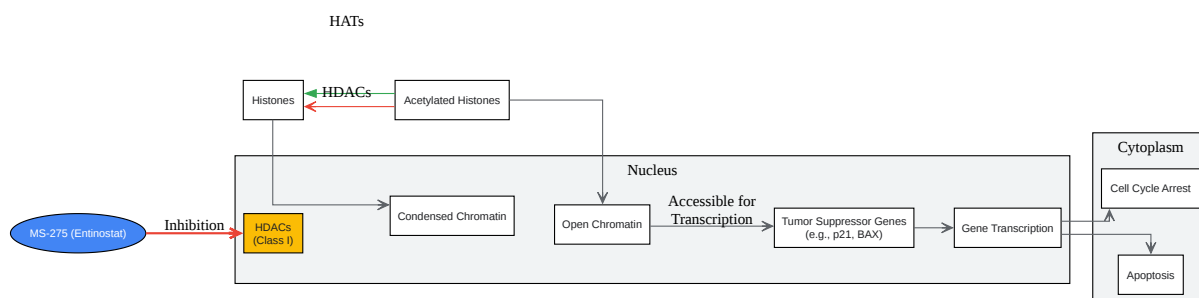 HATs
Histones
HDACs
Acetylated Histones
Cytoplasm
Nucleus
Cell Cycle Arrest
Condensed Chromatin
Accessible for
Transcription
MS-275 (Entinostat)
Inhibition
HDACs
(Class I)
Open Chromatin
Tumor Suppressor Genes
(e.g., p21, BAX)
Gene Transcription
Apoptosis